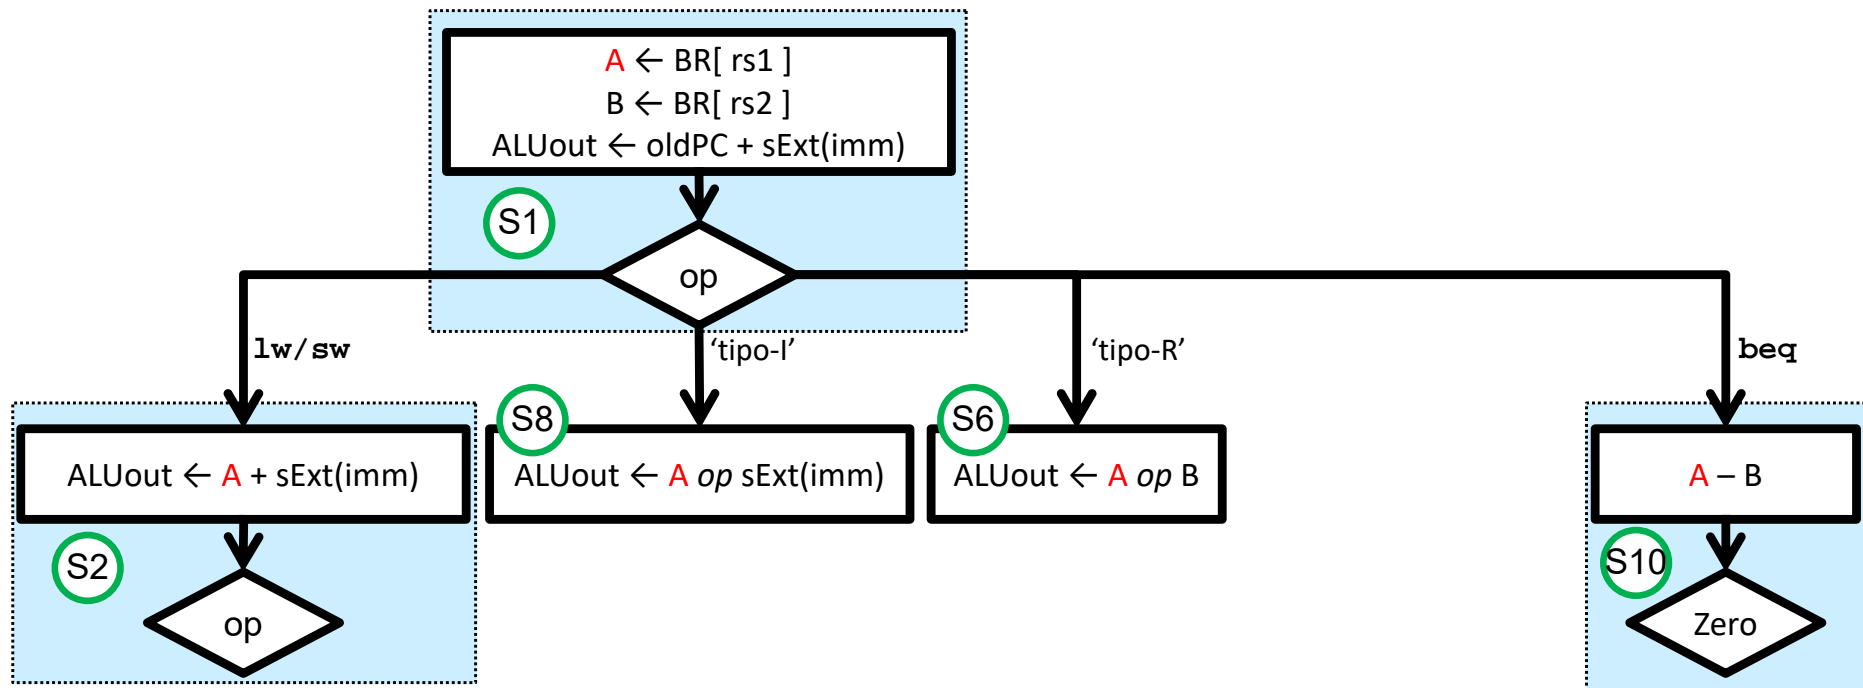 A ← BR[ rs1 ]
B ← BR[ rs2 ]
ALUout ← oldPC + sExt(imm)
S1
op
lw/sw
‘tipo-I’
‘tipo-R’
beq
S8
S6
ALUout ← A + sExt(imm)
ALUout ← A op sExt(imm)
ALUout ← A op B
A – B
S2
S10
op
Zero